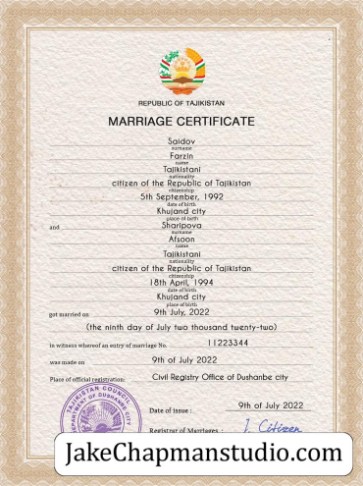 REPUBLIC OF TAJIKISTAN
MARRIAGE CERTIFICATE
Saidov
surname
Farzin
name
Tajikistani
nationality
citizen of the Republic of Tajikistan
citizenship
5th September, 1992
date of birth
Khujand city
place of birth
and Sharipova
surname
Afsoon
name
Tajikistani
nationality
citizen of the Republic of Tajikistan
citizenship
18th April, 1994
date of birth
Khujand city
place of birth
got married on 9th July, 2022
(the ninth day of July two thousand twenty-two)
in witness whereof an entry of marriage No. 11223344
was made on 9th of July 2022
Place of official registration: Civil Registry Office of Dushanbe city
TAJIKISTAN COUNCIL
DEPARTMENT OF DUSHANBE CITY
Date of issue : 9th of July 2022
Registrar of Marriages : J. Citizen
JakeChapmanstudio.com